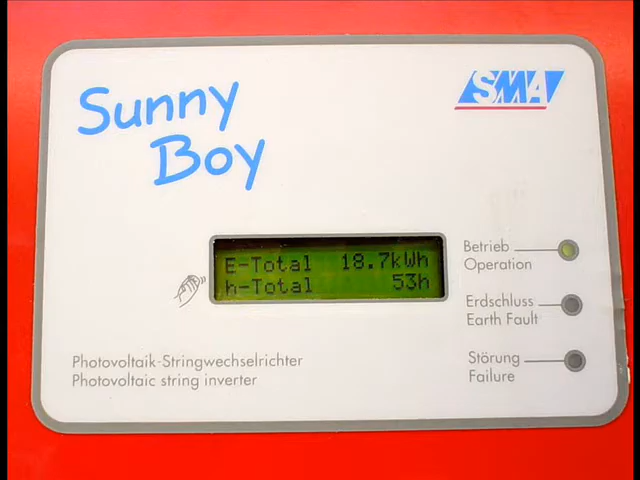 Sunny
Boy
SMA
E-Total 18.7kWh
h-Total 53h
Betrieb
Operation
Erdschluss
Earth Fault
Störung
Failure
Photovoltaik-Stringwechselrichter
Photovoltaic string inverter